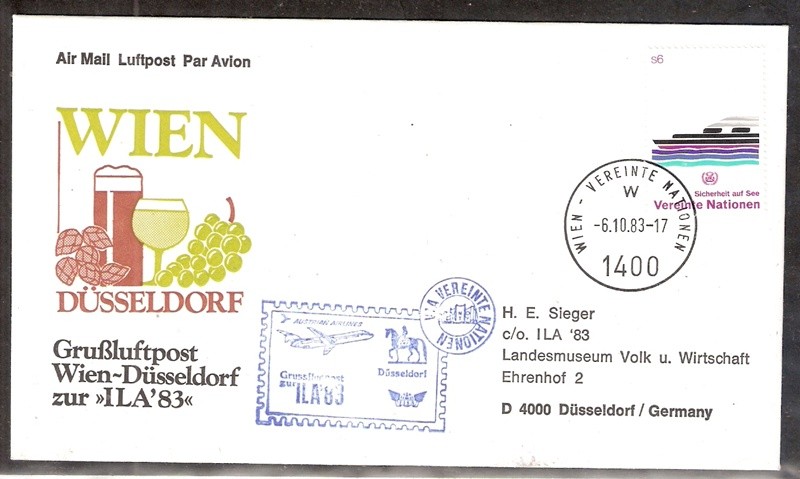 Air Mail Luftpost Par Avion
WIEN
DÜSSELDORF
Grußluftpost
Wien-Düsseldorf
zur »ILA'83«
s6
Sicherheit auf See
Vereinte Nationen
WIEN - VEREINTE NATIONEN
W
-6.10.83-17
1400
VEREINTE NATIONEN
AUSTRIAN AIRLINES
Düsseldorf
Grussflugpost
zur
ILA'83
H. E. Sieger
c/o. ILA '83
Landesmuseum Volk u. Wirtschaft
Ehrenhof 2
D 4000 Düsseldorf / Germany